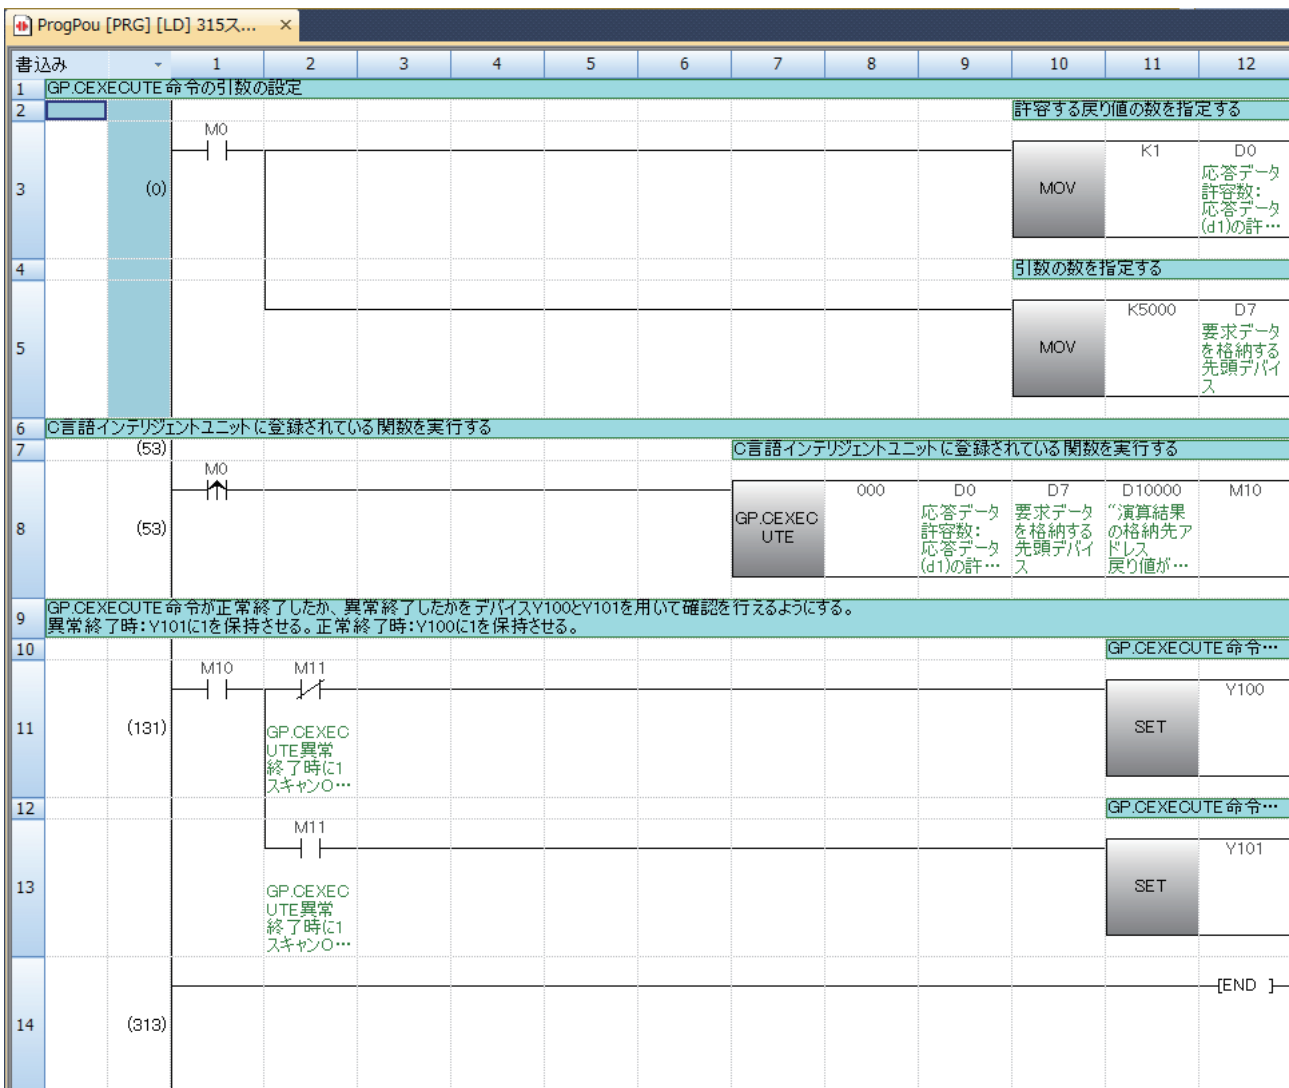 ProgPou [PRG] [LD] 315ス...
書込み 1 2 3 4 5 6 7 8 9 10 11 12
1 GP.CEXECUTE命令の引数の設定
2 許容する戻り値の数を指定する
M0
K1 D0
3 (0) MOV
応答データ
許容数：
応答データ
(d1)の許…
4 引数の数を指定する
K5000 D7
5 MOV
要求データ
を格納する
先頭デバイ
ス
6 C言語インテリジェントユニットに登録されている関数を実行する
7 (53) C言語インテリジェントユニットに登録されている関数を実行する
M0
000 D0 D7 D10000 M10
8 (53)
GP.CEXEC
UTE
応答データ
許容数：
応答データ
(d1)の許…
要求データ
を格納する
先頭デバイ
ス
“演算結果
の格納先ア
ドレス
戻り値が…
9 GP.CEXECUTE命令が正常終了したか、異常終了したかをデバイスY100とY101を用いて確認を行えるようにする。
異常終了時：Y101に1を保持させる。正常終了時：Y100に1を保持させる。
10 GP.CEXECUTE命令…
M10 M11 Y100
11 (131) SET
GP.CEXEC
UTE異常
終了時に1
スキャンO…
12 GP.CEXECUTE命令…
M11 Y101
13 SET
GP.CEXEC
UTE異常
終了時に1
スキャンO…
[END ]
14 (313)